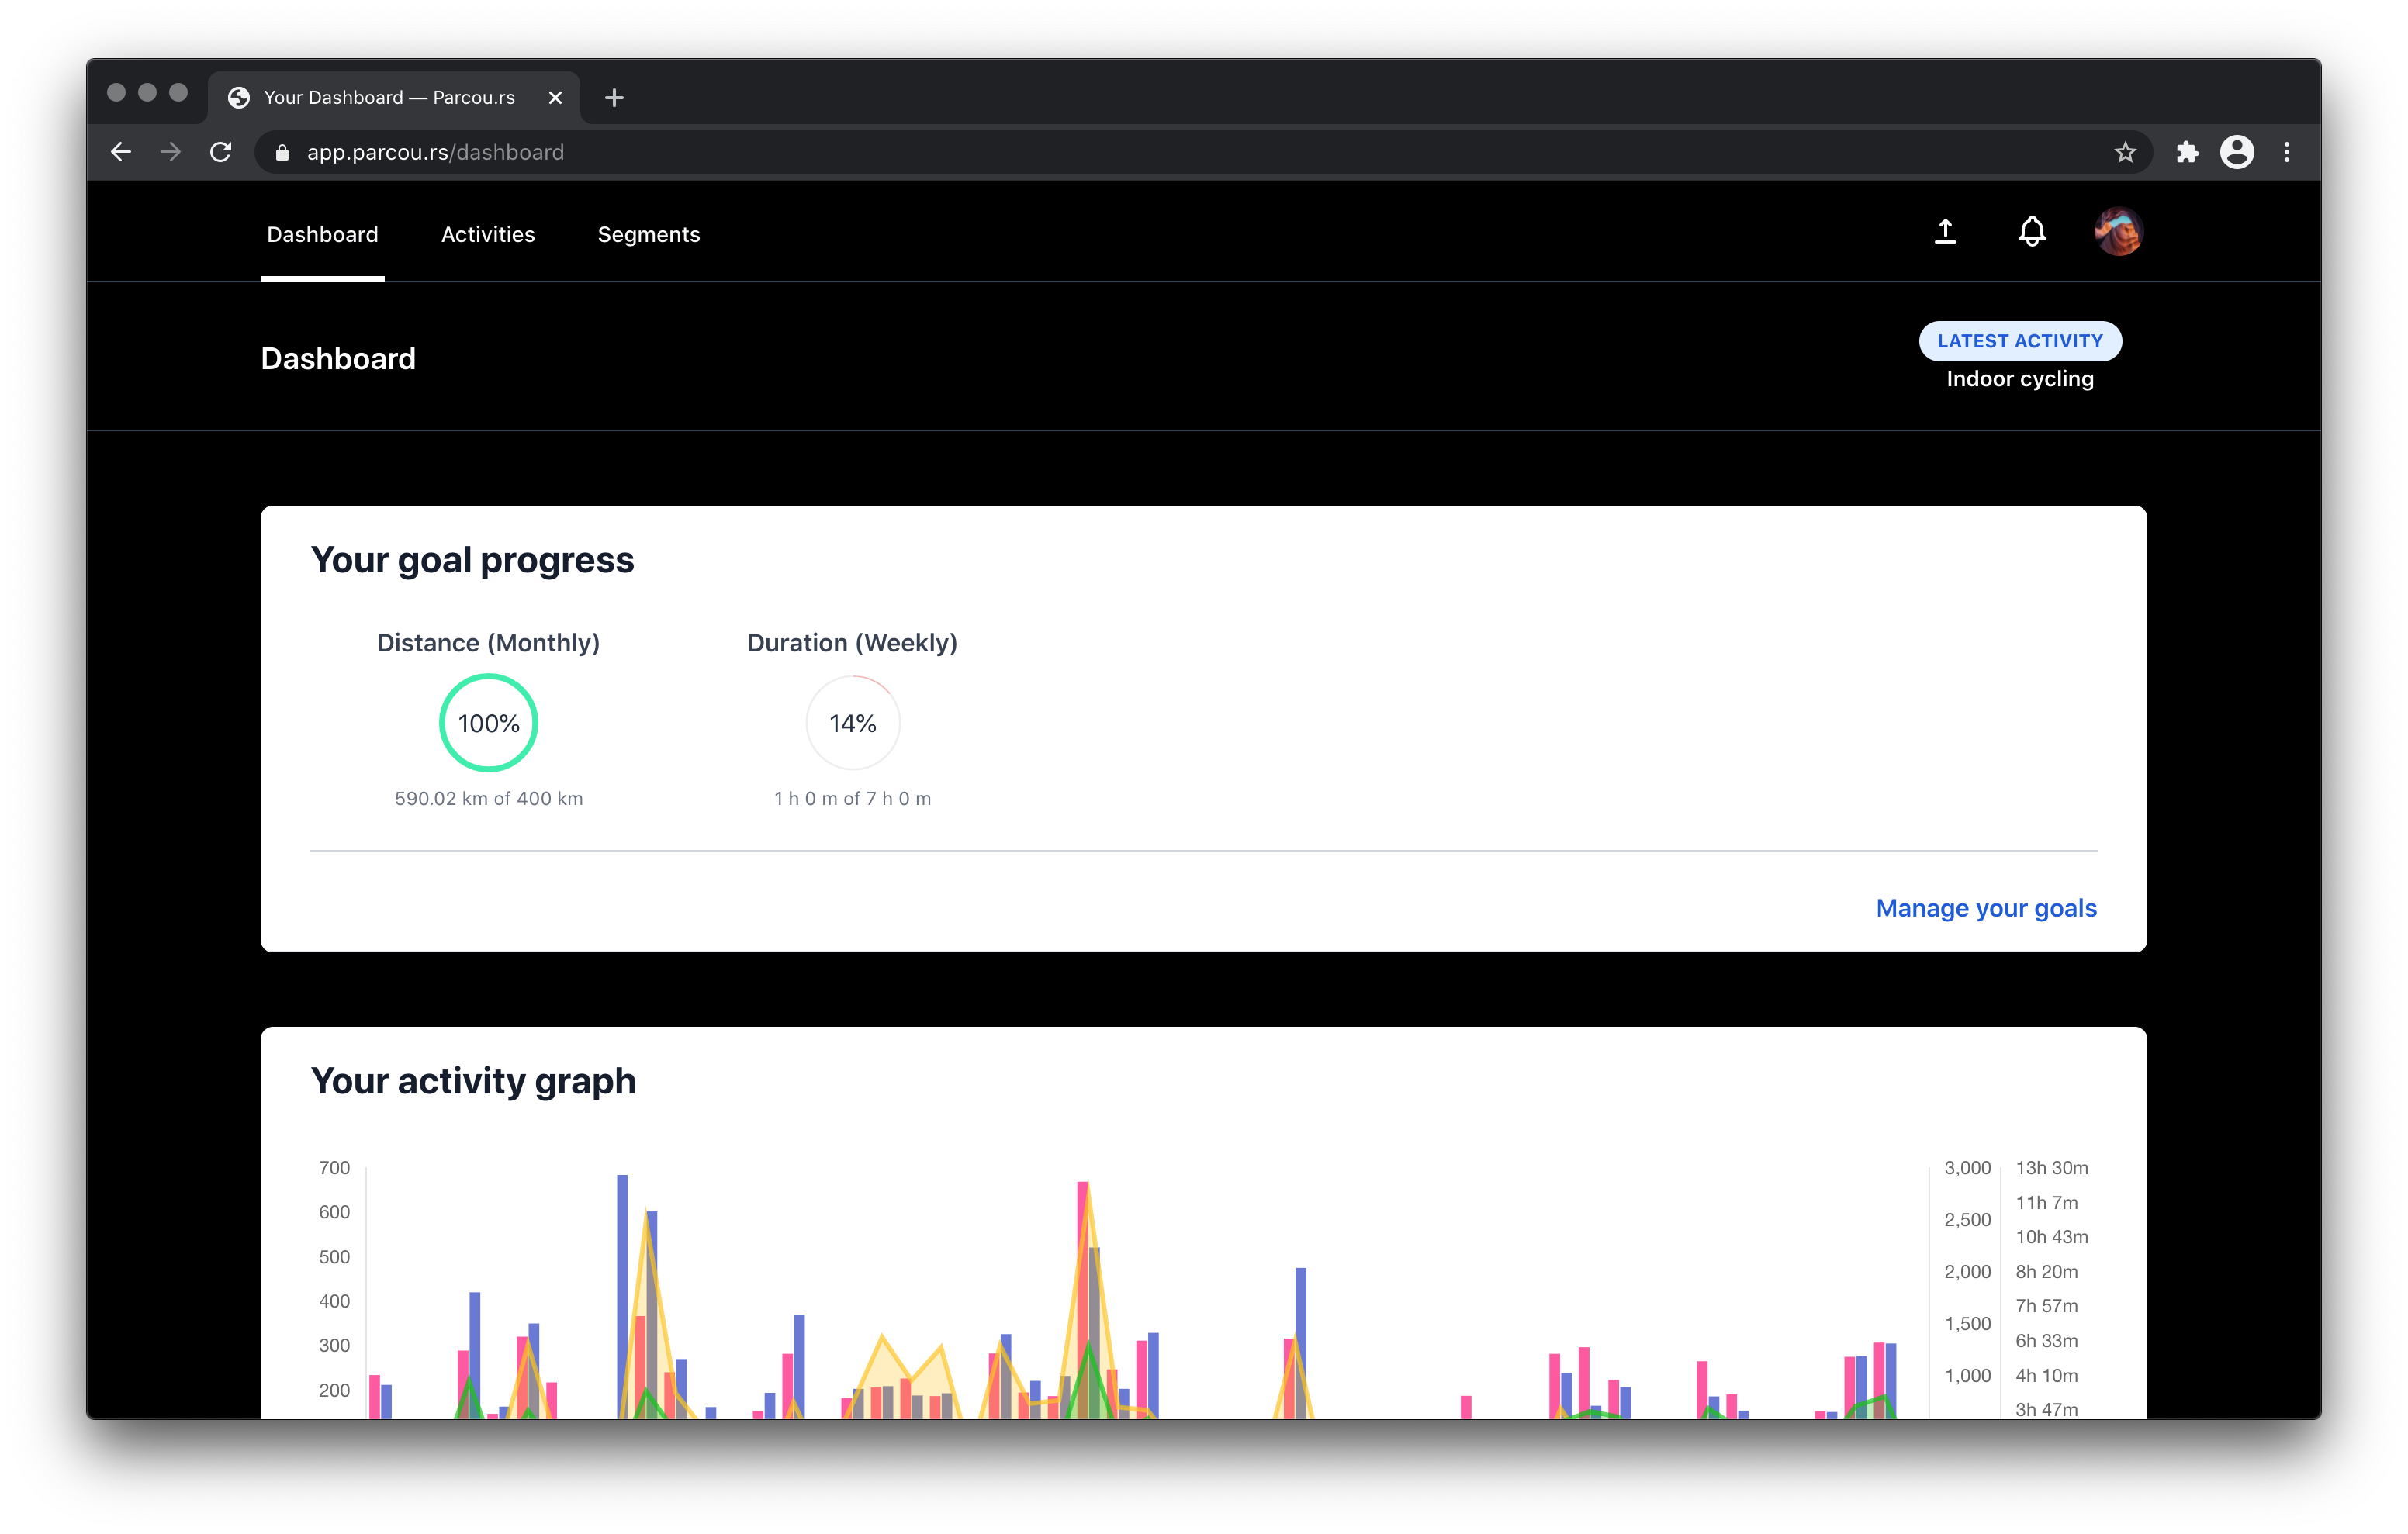 Your Dashboard — Parcou.rs
app.parcou.rs/dashboard
Dashboard Activities Segments
Dashboard
LATEST ACTIVITY
Indoor cycling
Your goal progress
Distance (Monthly) Duration (Weekly)
100% 14%
590.02 km of 400 km 1 h 0 m of 7 h 0 m
Manage your goals
Your activity graph
700 3,000 13h 30m
11h 7m
600 2,500
10h 43m
500
2,000 8h 20m
400 7h 57m
1,500
300 6h 33m
1,000 4h 10m
200
3h 47m